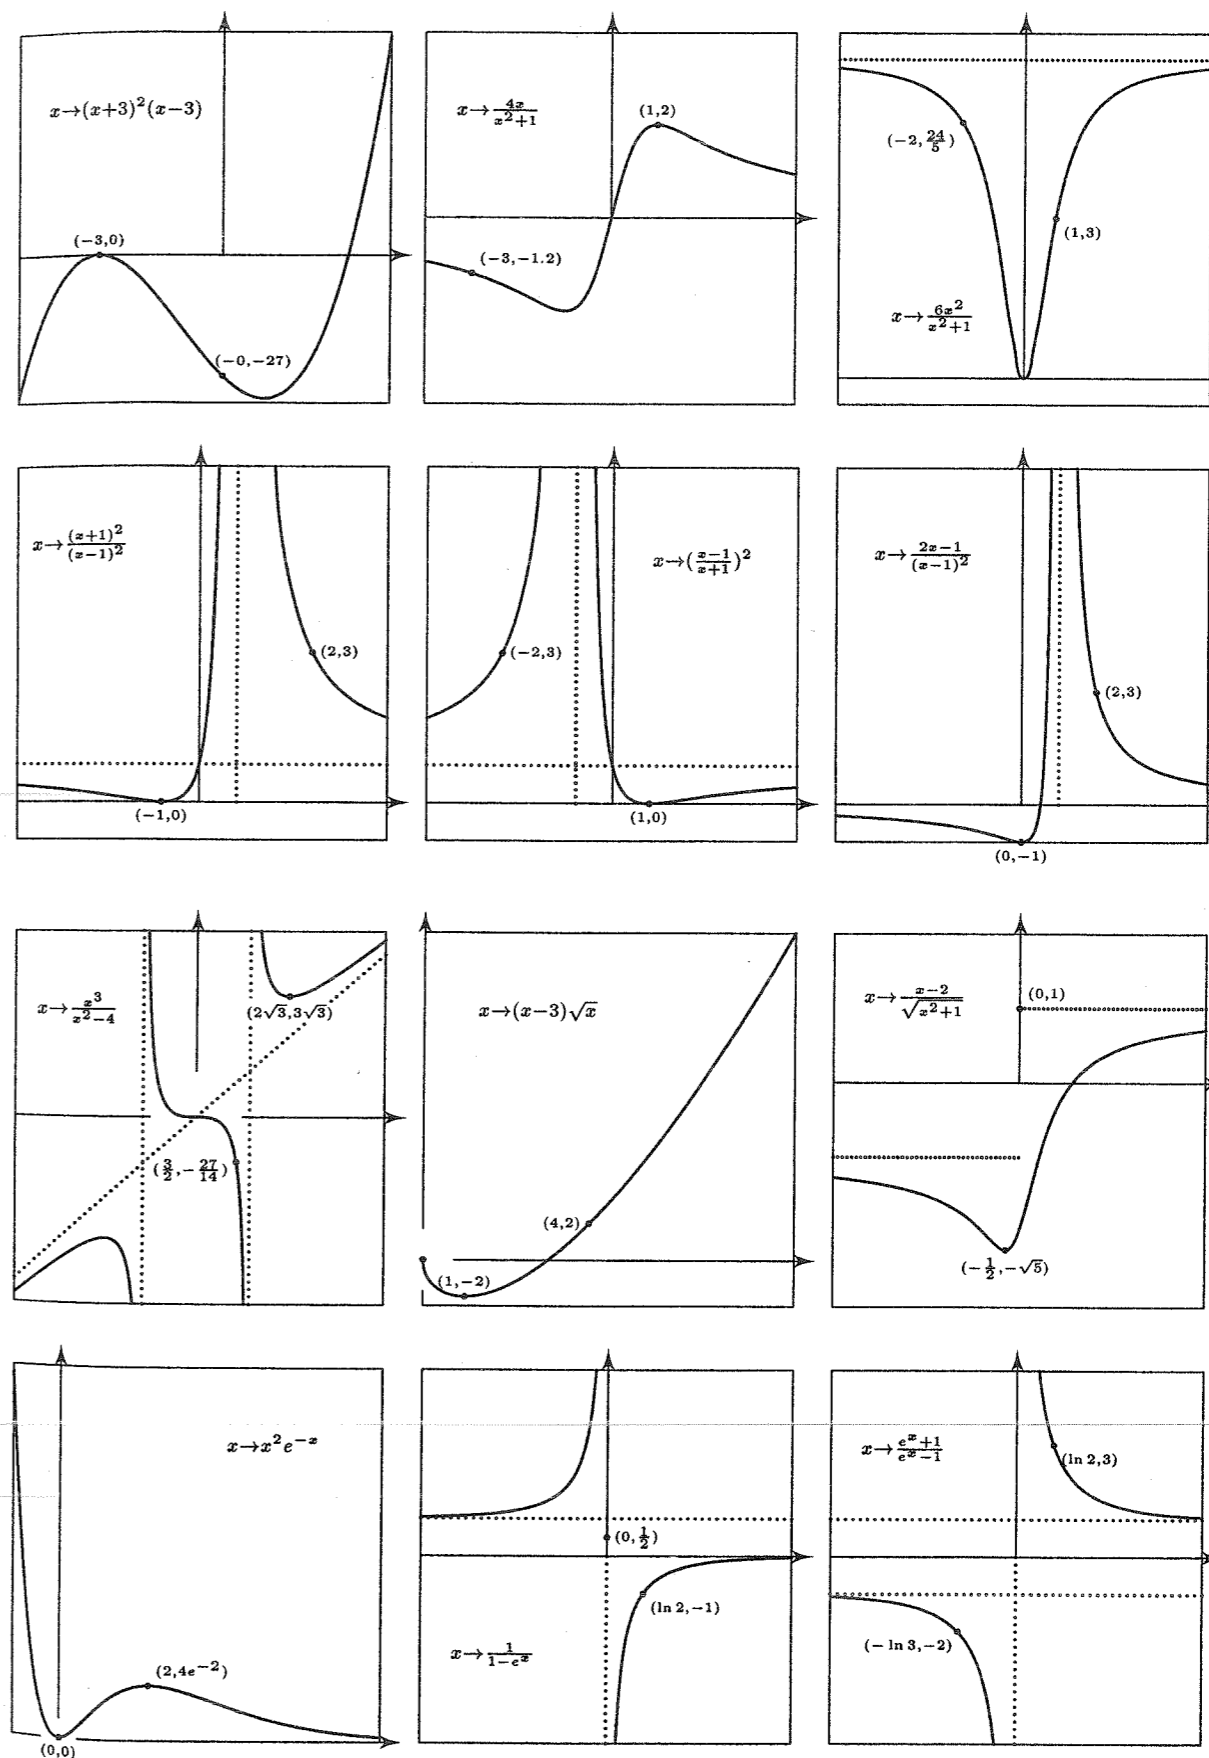 x→(x+3)²(x−3)
(−3,0)
(−0,−27)
x→4x/(x²+1)
(1,2)
(−3,−1.2)
(−2,24/5)
(1,3)
x→6x²/(x²+1)
x→(x+1)²/(x−1)²
(2,3)
(−1,0)
x→((x−1)/(x+1))²
(−2,3)
(1,0)
x→(2x−1)/(x−1)²
(2,3)
(0,−1)
x→x³/(x²−4)
(2√3,3√3)
(3/2,−27/14)
x→(x−3)√x
(4,2)
(1,−2)
x→(x−2)/√(x²+1)
(0,1)
(−1/2,−√5)
x→x²e⁻ˣ
(2,4e⁻²)
(0,0)
(0,1/2)
(ln 2,−1)
x→1/(1−eˣ)
x→(eˣ+1)/(eˣ−1)
(ln 2,3)
(−ln 3,−2)